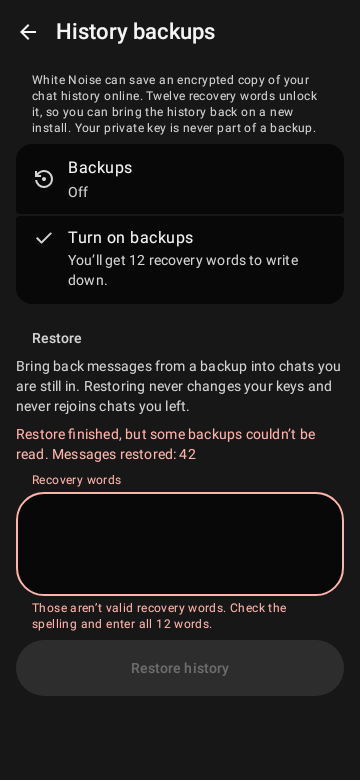 History backups
White Noise can save an encrypted copy of your
chat history online. Twelve recovery words unlock
it, so you can bring the history back on a new
install. Your private key is never part of a backup.
Backups
Off
Turn on backups
You’ll get 12 recovery words to write
down.
Restore
Bring back messages from a backup into chats you
are still in. Restoring never changes your keys and
never rejoins chats you left.
Restore finished, but some backups couldn’t be
read. Messages restored: 42
Recovery words
Those aren’t valid recovery words. Check the
spelling and enter all 12 words.
Restore history